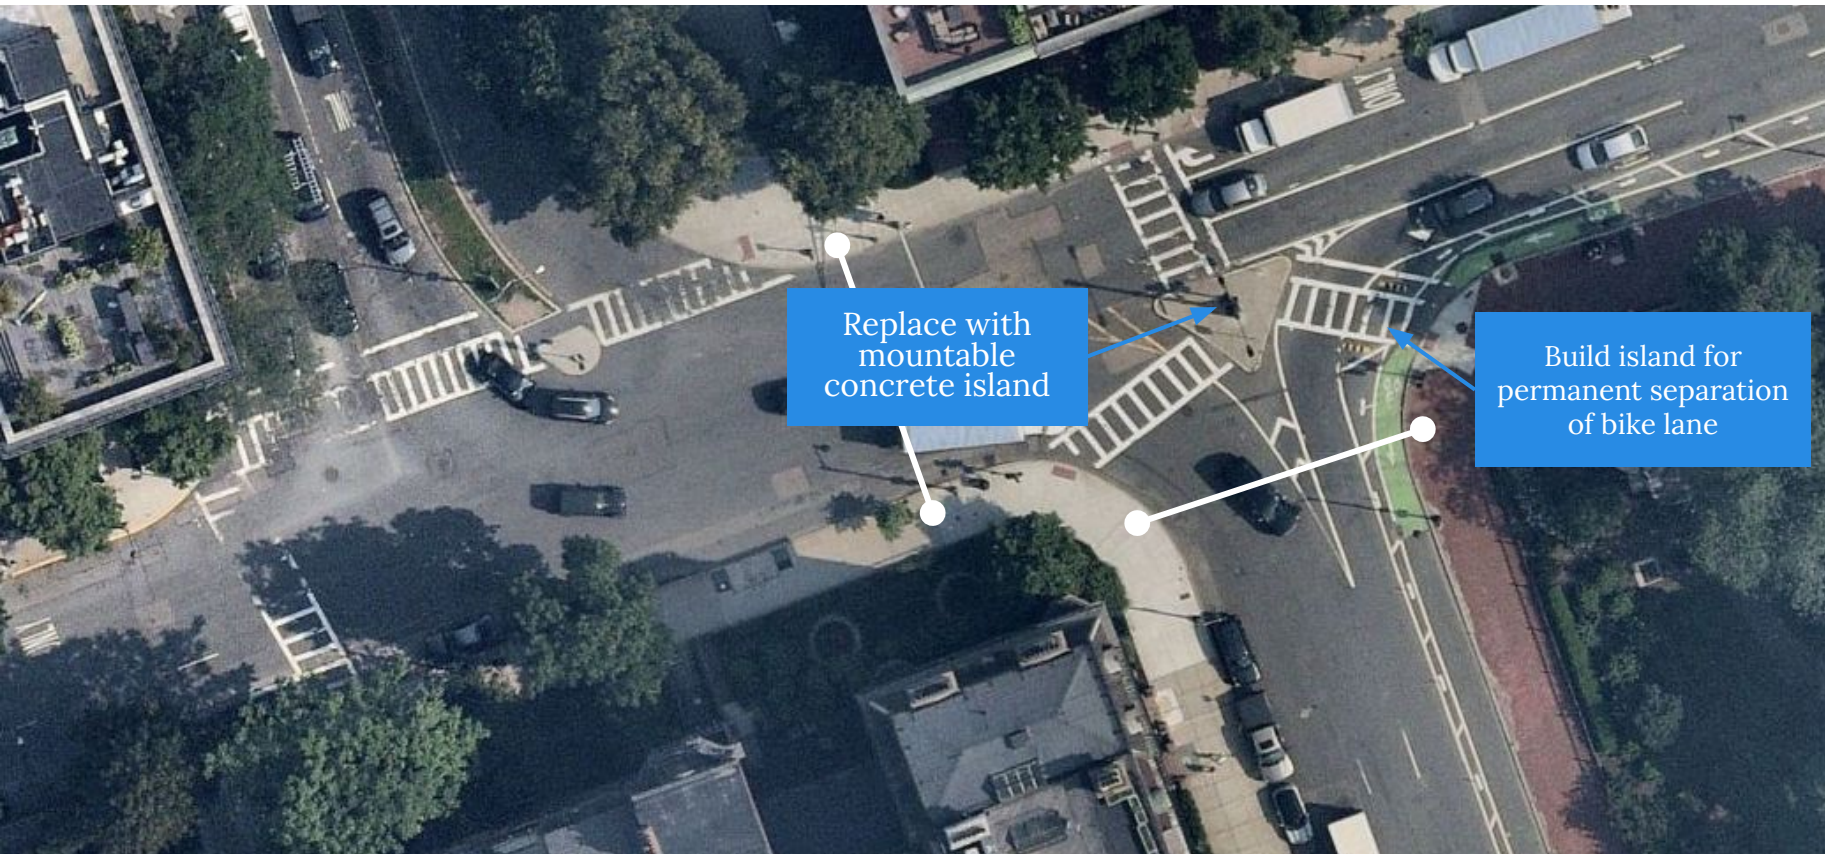 ONLY
Replace with
mountable
concrete island
Build island for
permanent separation
of bike lane